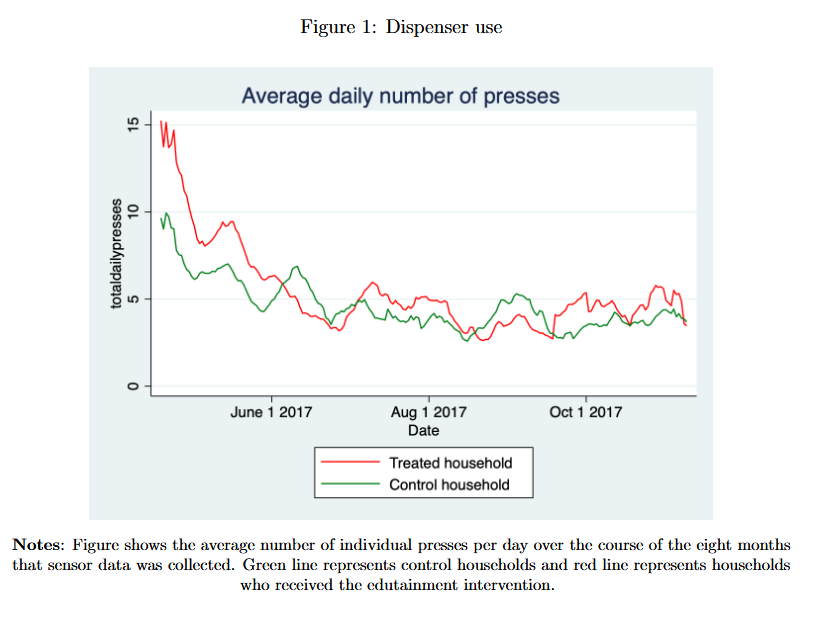 Figure 1: Dispenser use
Average daily number of presses
totaldailypresses
15
10
5
0
June 1 2017
Aug 1 2017
Oct 1 2017
Date
Treated household
Control household
Notes: Figure shows the average number of individual presses per day over the course of the eight months
that sensor data was collected. Green line represents control households and red line represents households
who received the edutainment intervention.